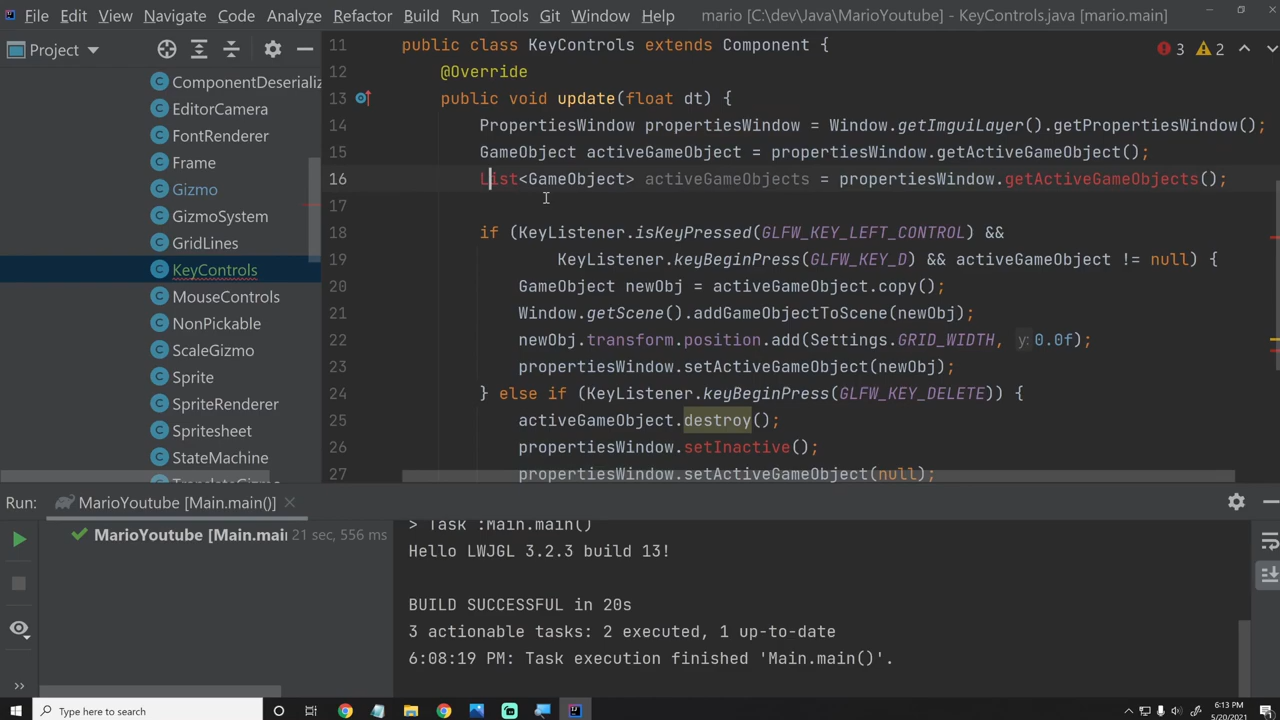 File Edit View Navigate Code Analyze Refactor Build Run Tools Git Window Help mario [C:\dev\Java\MarioYoutube] - KeyControls.java [mario.main]
Project
ComponentDeserializ
EditorCamera
FontRenderer
Frame
Gizmo
GizmoSystem
GridLines
KeyControls
MouseControls
NonPickable
ScaleGizmo
Sprite
SpriteRenderer
Spritesheet
StateMachine
3 2
11 public class KeyControls extends Component {
12 @Override
13 public void update(float dt) {
14 PropertiesWindow propertiesWindow = Window.getImguiLayer().getPropertiesWindow();
15 GameObject activeGameObject = propertiesWindow.getActiveGameObject();
16 List<GameObject> activeGameObjects = propertiesWindow.getActiveGameObjects();
17
18 if (KeyListener.isKeyPressed(GLFW_KEY_LEFT_CONTROL) &&
19 KeyListener.keyBeginPress(GLFW_KEY_D) && activeGameObject != null) {
20 GameObject newObj = activeGameObject.copy();
21 Window.getScene().addGameObjectToScene(newObj);
22 newObj.transform.position.add(Settings.GRID_WIDTH, y: 0.0f);
23 propertiesWindow.setActiveGameObject(newObj);
24 } else if (KeyListener.keyBeginPress(GLFW_KEY_DELETE)) {
25 activeGameObject.destroy();
26 propertiesWindow.setInactive();
27 propertiesWindow.setActiveGameObject(null);
Run: MarioYoutube [Main.main()]
MarioYoutube [Main.mai 21 sec, 556 ms
> Task :Main.main()
Hello LWJGL 3.2.3 build 13!
BUILD SUCCESSFUL in 20s
3 actionable tasks: 2 executed, 1 up-to-date
6:08:19 PM: Task execution finished 'Main.main()'.
Type here to search
6:13 PM
5/20/2021